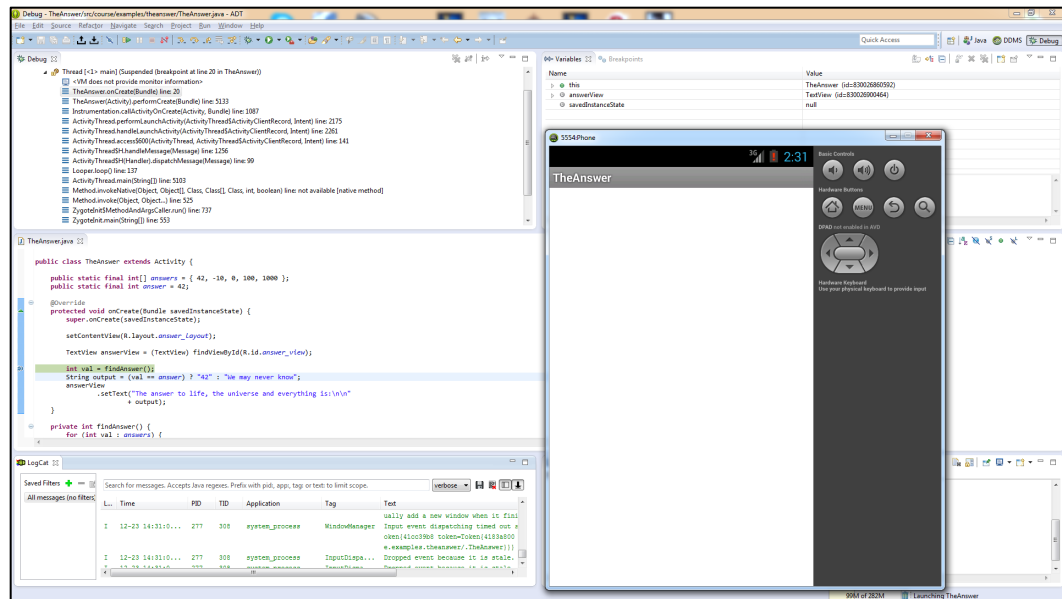 Debug - TheAnswer/src/course/examples/theanswer/TheAnswer.java - ADT
File Edit Source Refactor Navigate Search Project Run Window Help
Quick Access
Java DDMS Debug
Debug
Thread [<1> main] (Suspended (breakpoint at line 20 in TheAnswer))
<VM does not provide monitor information>
TheAnswer.onCreate(Bundle) line: 20
TheAnswer(Activity).performCreate(Bundle) line: 5133
Instrumentation.callActivityOnCreate(Activity, Bundle) line: 1087
ActivityThread.performLaunchActivity(ActivityThread$ActivityClientRecord, Intent) line: 2175
ActivityThread.handleLaunchActivity(ActivityThread$ActivityClientRecord, Intent) line: 2261
ActivityThread.access$600(ActivityThread, ActivityThread$ActivityClientRecord, Intent) line: 141
ActivityThread$H.handleMessage(Message) line: 1256
ActivityThread$H(Handler).dispatchMessage(Message) line: 99
Looper.loop() line: 137
ActivityThread.main(String[]) line: 5103
Method.invokeNative(Object, Object[], Class, Class[], Class, int, boolean) line: not available [native method]
Method.invoke(Object, Object...) line: 525
ZygoteInit$MethodAndArgsCaller.run() line: 737
ZygoteInit.main(String[]) line: 553
Variables Breakpoints
Name Value
this TheAnswer (id=830026860592)
answerView TextView (id=830026900464)
savedInstanceState null
5554:Phone
3G 2:31
TheAnswer
Basic Controls
Hardware Buttons
MENU
DPAD not enabled in AVD
Hardware Keyboard
Use your physical keyboard to provide input
TheAnswer.java
public class TheAnswer extends Activity {
public static final int[] answers = { 42, -10, 0, 100, 1000 };
public static final int answer = 42;
@Override
protected void onCreate(Bundle savedInstanceState) {
super.onCreate(savedInstanceState);
setContentView(R.layout.answer_layout);
TextView answerView = (TextView) findViewById(R.id.answer_view);
int val = findAnswer();
String output = (val == answer) ? "42" : "We may never know";
answerView
.setText("The answer to life, the universe and everything is:\n\n"
+ output);
}
private int findAnswer() {
for (int val : answers) {
LogCat
Saved Filters
All messages (no filters)
Search for messages. Accepts Java regexes. Prefix with pid:, app:, tag: or text: to limit scope.
verbose
L... Time PID TID Application Tag Text
ually add a new window when it fini
I 12-23 14:31:0... 277 308 system_process WindowManager Input event dispatching timed out s
oken{41cc39b8 token=Token{4183a800
e.examples.theanswer/.TheAnswer}}}
I 12-23 14:31:0... 277 308 system_process InputDispa... Dropped event because it is stale.
99M of 282M Launching TheAnswer